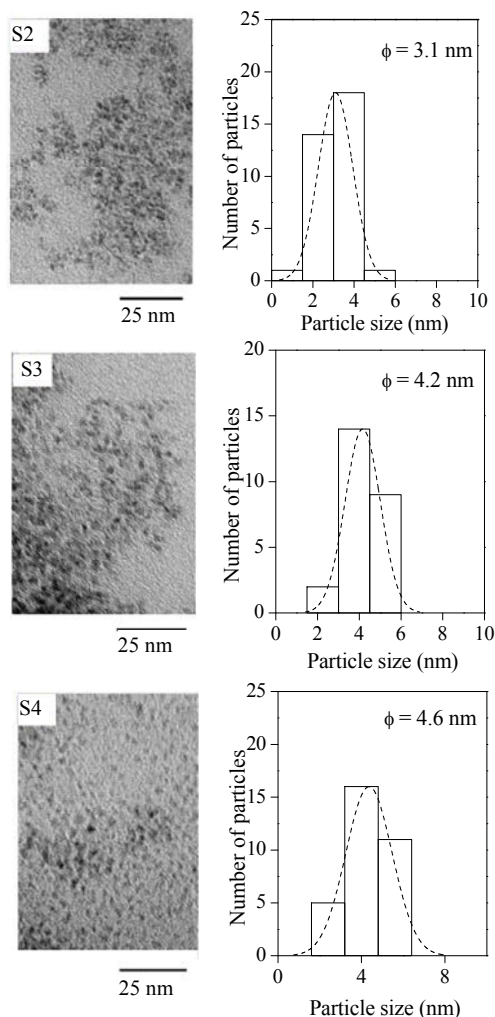 S2
25 nm
ϕ = 3.1 nm
Number of particles
25
20
15
10
5
0
0 2 4 6 8 10
Particle size (nm)
S3
25 nm
ϕ = 4.2 nm
Number of particles
20
15
10
5
0
0 2 4 6 8 10
Particle size (nm)
S4
25 nm
ϕ = 4.6 nm
Number of particles
25
20
15
10
5
0
0 4 8
Particle size (nm)